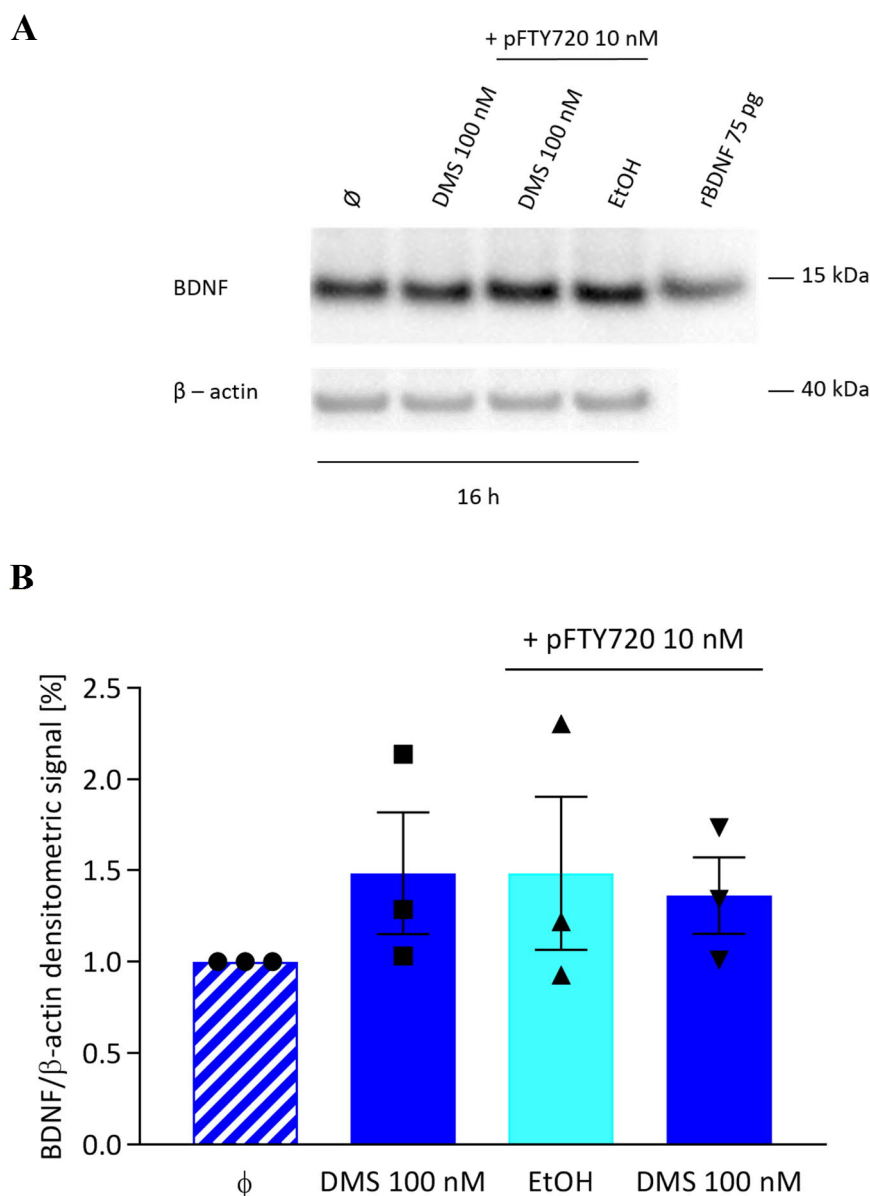 A
+ pFTY720 10 nM
Ø
DMS 100 nM
DMS 100 nM
EtOH
rBDNF 75 pg
BDNF
15 kDa
β – actin
40 kDa
16 h
B
+ pFTY720 10 nM
BDNF/β-actin densitometric signal [%]
2.5
2.0
1.5
1.0
0.5
0.0
ϕ
DMS 100 nM
EtOH
DMS 100 nM